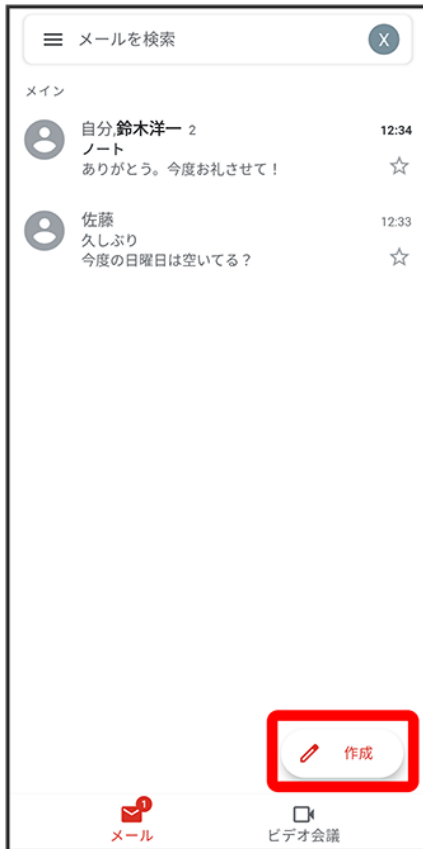 メールを検索
X
メイン
自分,鈴木洋一 2
12:34
ノート
ありがとう。今度お礼させて!
佐藤
12:33
久しぶり
今度の日曜日は空いてる?
作成
1
メール
ビデオ会議